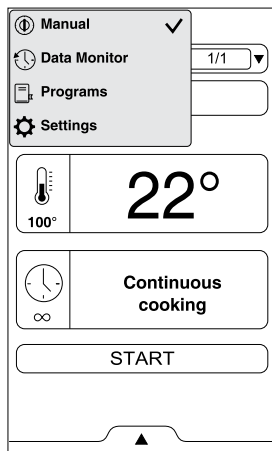 Manual
Data Monitor
1/1
Programs
Settings
22°
100°
Continuous
cooking
∞
START